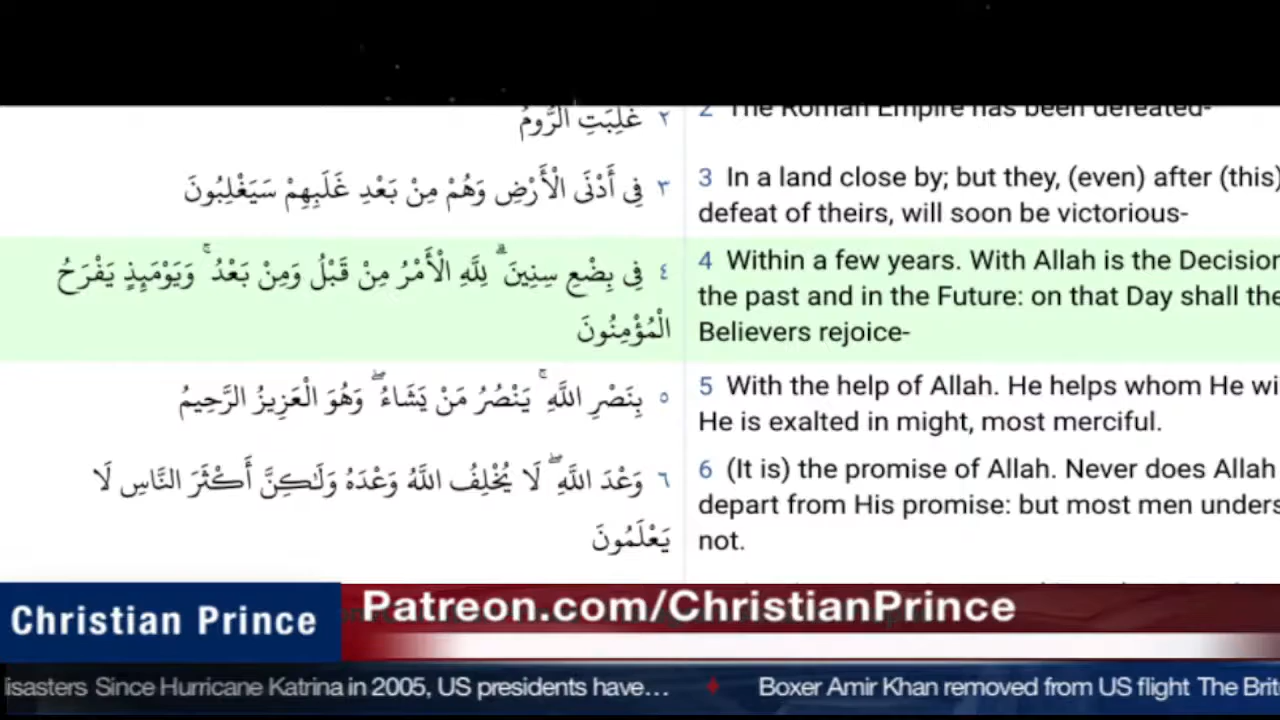 غُلِبَتِ الرُّومُ ٢
2 The Roman Empire has been defeated-
فِي أَدْنَى الْأَرْضِ وَهُمْ مِنْ بَعْدِ غَلَبِهِمْ سَيَغْلِبُونَ ٣
3 In a land close by; but they, (even) after (this)
defeat of theirs, will soon be victorious-
فِي بِضْعِ سِنِينَ ۗ لِلَّهِ الْأَمْرُ مِنْ قَبْلُ وَمِنْ بَعْدُ ۚ وَيَوْمَئِذٍ يَفْرَحُ ٤
الْمُؤْمِنُونَ
4 Within a few years. With Allah is the Decision
the past and in the Future: on that Day shall the
Believers rejoice-
بِنَصْرِ اللَّهِ ۚ يَنْصُرُ مَنْ يَشَاءُ ۖ وَهُوَ الْعَزِيزُ الرَّحِيمُ ٥
5 With the help of Allah. He helps whom He wi
He is exalted in might, most merciful.
وَعْدَ اللَّهِ ۖ لَا يُخْلِفُ اللَّهُ وَعْدَهُ وَلَٰكِنَّ أَكْثَرَ النَّاسِ لَا ٦
يَعْلَمُونَ
6 (It is) the promise of Allah. Never does Allah
depart from His promise: but most men unders
not.
Christian Prince
Patreon.com/ChristianPrince
isasters Since Hurricane Katrina in 2005, US presidents have… Boxer Amir Khan removed from US flight The Brit